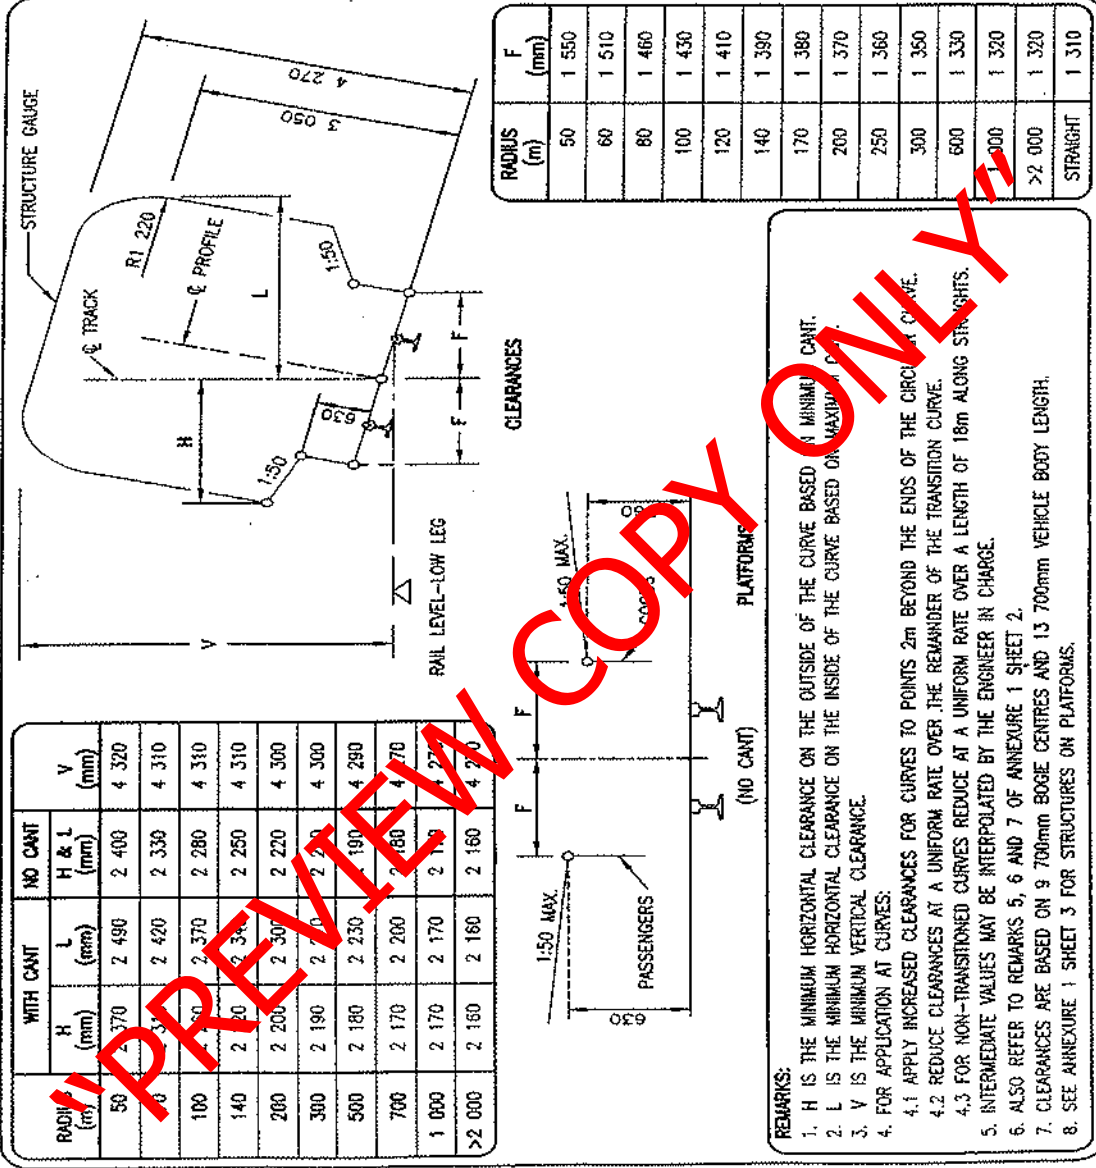 STRUCTURE GAUGE
℄ TRACK
℄ PROFILE
R1 220
4 270
3 050
1:50
L
H
1:50
630
F
F
V
RAIL LEVEL-LOW LEG
CLEARANCES
WITH CANT NO CANT
(m) H (mm) L (mm) H & L (mm) V (mm)
50 2 370 2 490 2 400 4 320
2 420 2 330 4 310
100 2 370 2 280 4 310
140 2 250 4 310
200 2 200 2 300 2 220 4 300
300 2 190 4 300
500 2 180 2 230 4 290
700 2 170 2 200
1 000 2 170 2 170
>2 000 2 160 2 160 2 160
RADIUS (m) F (mm)
50 1 550
60 1 510
80 1 460
100 1 430
120 1 410
140 1 390
170 1 380
200 1 370
250 1 360
300 1 350
600 1 330
1 320
>2 000 1 320
STRAIGHT 1 310
1:50 MAX.
PASSENGERS
630
F
F
(NO CANT)
MAX.
PLATFORMS
REMARKS:
1. H IS THE MINIMUM HORIZONTAL CLEARANCE ON THE OUTSIDE OF THE CURVE BASED ON MINIMUM CANT.
2. L IS THE MINIMUM HORIZONTAL CLEARANCE ON THE INSIDE OF THE CURVE BASED ON MAXIMUM
3. V IS THE MINIMUM VERTICAL CLEARANCE.
4. FOR APPLICATION AT CURVES:
4.1 APPLY INCREASED CLEARANCES FOR CURVES TO POINTS 2m BEYOND THE ENDS OF THE CIRCULAR CURVE.
4.2 REDUCE CLEARANCES AT A UNIFORM RATE OVER THE REMAINDER OF THE TRANSITION CURVE.
4.3 FOR NON-TRANSITIONED CURVES REDUCE AT A UNIFORM RATE OVER A LENGTH OF 18m ALONG STRAIGHTS.
5. INTERMEDIATE VALUES MAY BE INTERPOLATED BY THE ENGINEER IN CHARGE.
6. ALSO REFER TO REMARKS 5, 6 AND 7 OF ANNEXURE 1 SHEET 2.
7. CLEARANCES ARE BASED ON 9 700mm BOGIE CENTRES AND 13 700mm VEHICLE BODY LENGTH.
8. SEE ANNEXURE 1 SHEET 3 FOR STRUCTURES ON PLATFORMS.
"PREVIEW COPY ONLY"